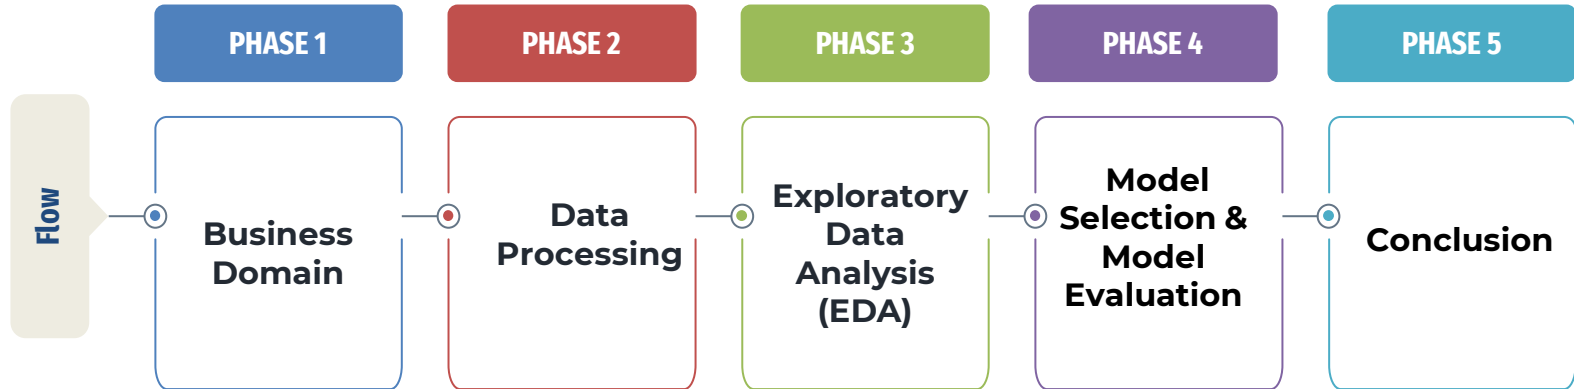 PHASE 1
PHASE 2
PHASE 3
PHASE 4
PHASE 5
Flow
Business
Domain
Data
Processing
Exploratory
Data
Analysis
(EDA)
Model
Selection &
Model
Evaluation
Conclusion